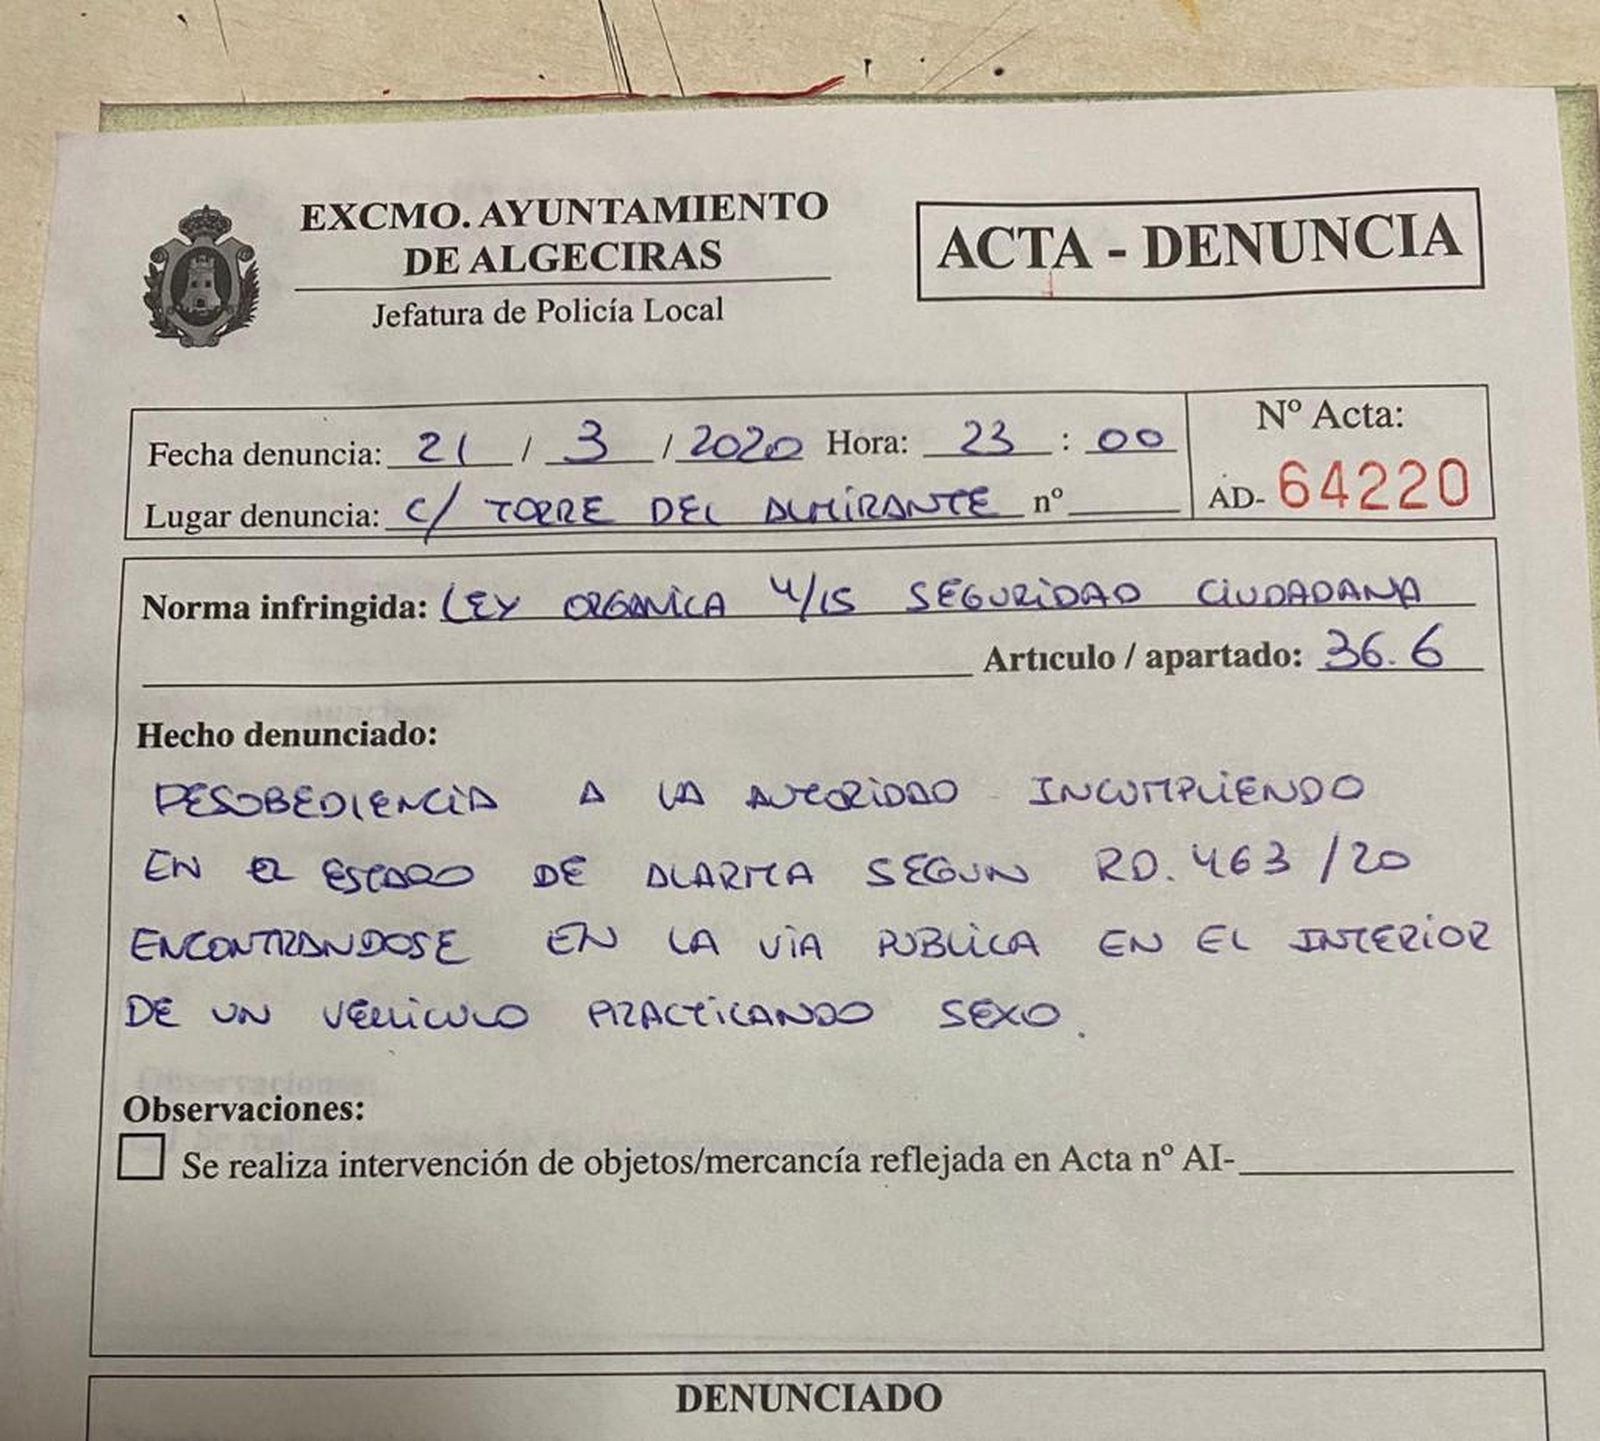 EXCMO. AYUNTAMIENTO
DE ALGECIRAS
Jefatura de Policía Local
ACTA - DENUNCIA
Fecha denuncia: 21 / 3 / 2020 Hora: 23 : 00
Lugar denuncia: C/ TORRE DEL ALMIRANTE nº
Nº Acta:
AD- 64220
Norma infringida: LEY ORGANICA 4/15 SEGURIDAD CIUDADANA
Artículo / apartado: 36.6
Hecho denunciado:
DESOBEDIENCIA A LA AUTORIDAD INCUMPLIENDO
EN EL ESTADO DE ALARMA SEGUN RD. 463/20
ENCONTRANDOSE EN LA VIA PUBLICA EN EL INTERIOR
DE UN VEHICULO PRACTICANDO SEXO.
Observaciones:
Se realiza intervención de objetos/mercancía reflejada en Acta nº AI-
DENUNCIADO